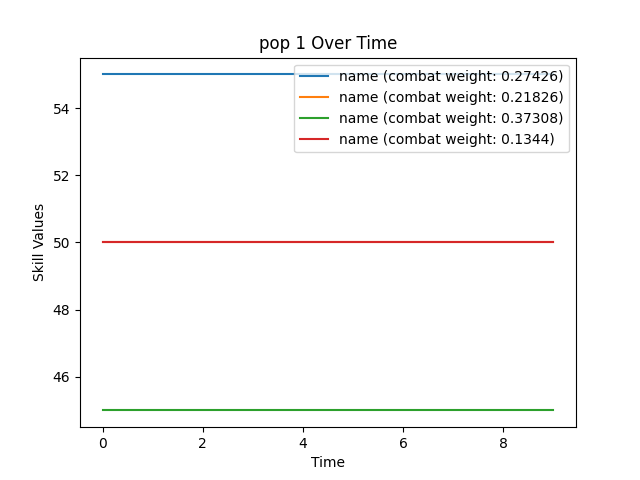 pop 1 Over Time
name (combat weight: 0.27426)
name (combat weight: 0.21826)
name (combat weight: 0.37308)
name (combat weight: 0.1344)
Skill Values
54
52
50
48
46
0 2 4 6 8
Time